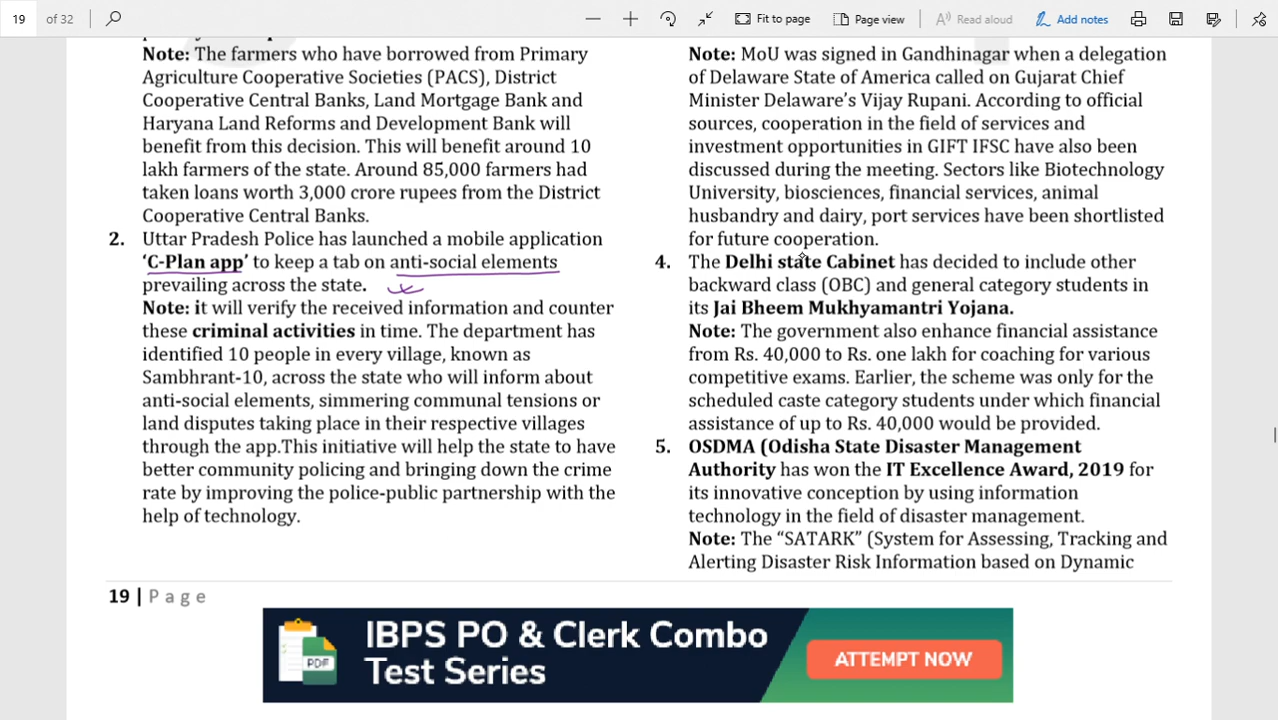 19 of 32 Fit to page Page view Read aloud Add notes
Note: The farmers who have borrowed from Primary
Agriculture Cooperative Societies (PACS), District
Cooperative Central Banks, Land Mortgage Bank and
Haryana Land Reforms and Development Bank will
benefit from this decision. This will benefit around 10
lakh farmers of the state. Around 85,000 farmers had
taken loans worth 3,000 crore rupees from the District
Cooperative Central Banks.
2. Uttar Pradesh Police has launched a mobile application
‘C-Plan app’ to keep a tab on anti-social elements
prevailing across the state.
Note: it will verify the received information and counter
these criminal activities in time. The department has
identified 10 people in every village, known as
Sambhrant-10, across the state who will inform about
anti-social elements, simmering communal tensions or
land disputes taking place in their respective villages
through the app.This initiative will help the state to have
better community policing and bringing down the crime
rate by improving the police-public partnership with the
help of technology.
Note: MoU was signed in Gandhinagar when a delegation
of Delaware State of America called on Gujarat Chief
Minister Delaware’s Vijay Rupani. According to official
sources, cooperation in the field of services and
investment opportunities in GIFT IFSC have also been
discussed during the meeting. Sectors like Biotechnology
University, biosciences, financial services, animal
husbandry and dairy, port services have been shortlisted
for future cooperation.
4. The Delhi state Cabinet has decided to include other
backward class (OBC) and general category students in
its Jai Bheem Mukhyamantri Yojana.
Note: The government also enhance financial assistance
from Rs. 40,000 to Rs. one lakh for coaching for various
competitive exams. Earlier, the scheme was only for the
scheduled caste category students under which financial
assistance of up to Rs. 40,000 would be provided.
5. OSDMA (Odisha State Disaster Management
Authority has won the IT Excellence Award, 2019 for
its innovative conception by using information
technology in the field of disaster management.
Note: The “SATARK” (System for Assessing, Tracking and
Alerting Disaster Risk Information based on Dynamic
19 | Page
IBPS PO & Clerk Combo
Test Series
PDF
ATTEMPT NOW